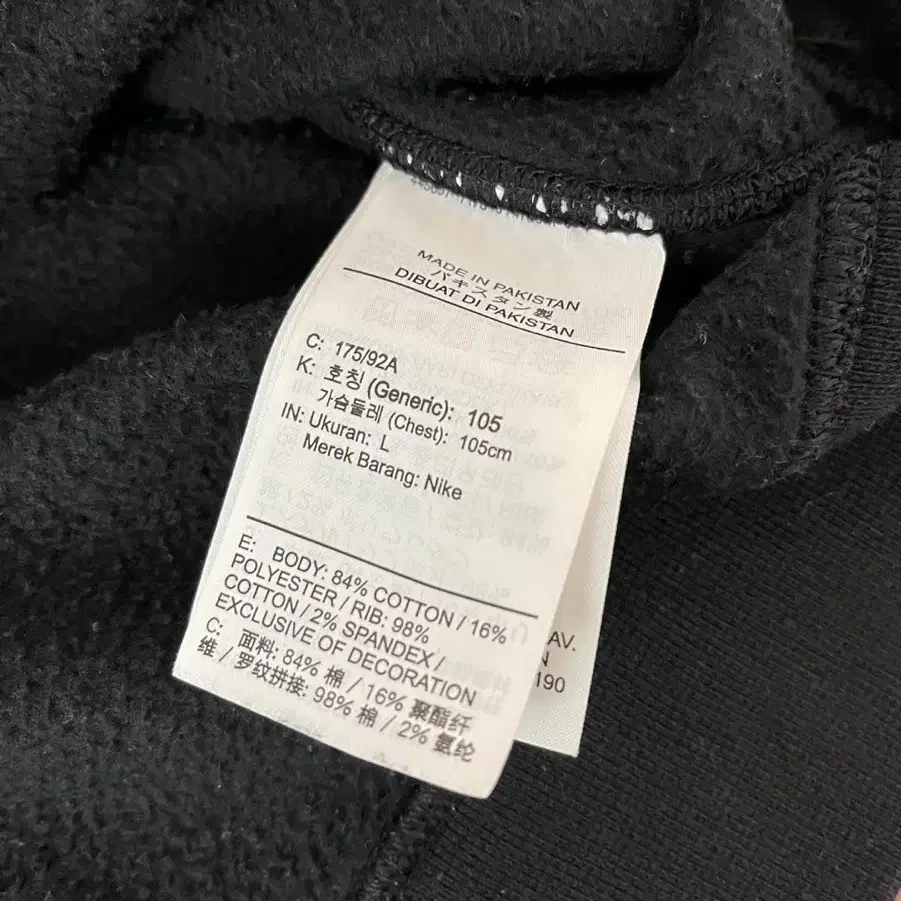 MADE IN PAKISTAN
パキスタン製
DIBUAT DI PAKISTAN
C: 175/92A
K: 호칭 (Generic): 105
가슴둘레 (Chest): 105cm
IN: Ukuran: L
Merek Barang: Nike
E: BODY: 84% COTTON / 16%
POLYESTER / RIB: 98%
COTTON / 2% SPANDEX /
EXCLUSIVE OF DECORATION
C: 面料: 84% 棉 / 16% 聚酯纤
维 / 罗纹拼接: 98% 棉 / 2% 氨纶
AV.
N
190